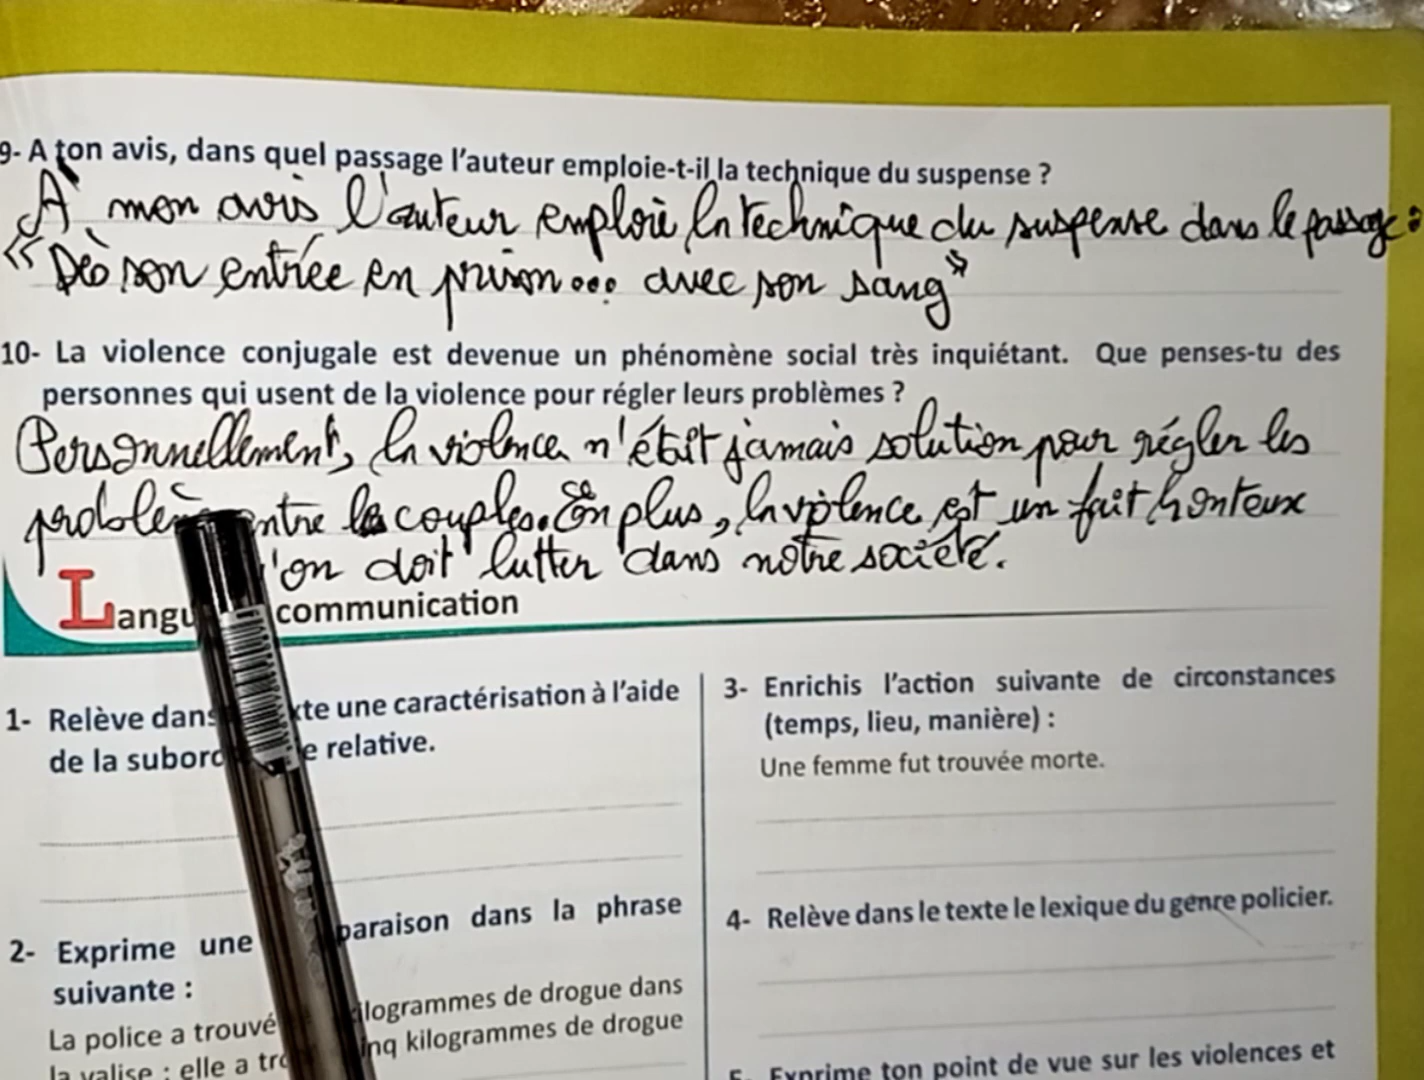 9- A ton avis, dans quel passage l'auteur emploie-t-il la technique du suspense ?
A' mon avis l'auteur emploie la technique du suspense dans le passage :
« Dès son entrée en prison... avec son sang »
10- La violence conjugale est devenue un phénomène social très inquiétant. Que penses-tu des
personnes qui usent de la violence pour régler leurs problèmes ?
Personnellement, la violence n'était jamais solution pour régler les
problè entre les couples. En plus, la violence est un fait honteux
'on doit lutter dans notre société.
Langu communication
1- Relève dans xte une caractérisation à l'aide
de la subord e relative.
2- Exprime une paraison dans la phrase
suivante :
La police a trouvé ilogrammes de drogue dans
la valise : elle a tro inq kilogrammes de drogue
3- Enrichis l'action suivante de circonstances
(temps, lieu, manière) :
Une femme fut trouvée morte.
4- Relève dans le texte le lexique du genre policier.
5- Exprime ton point de vue sur les violences et